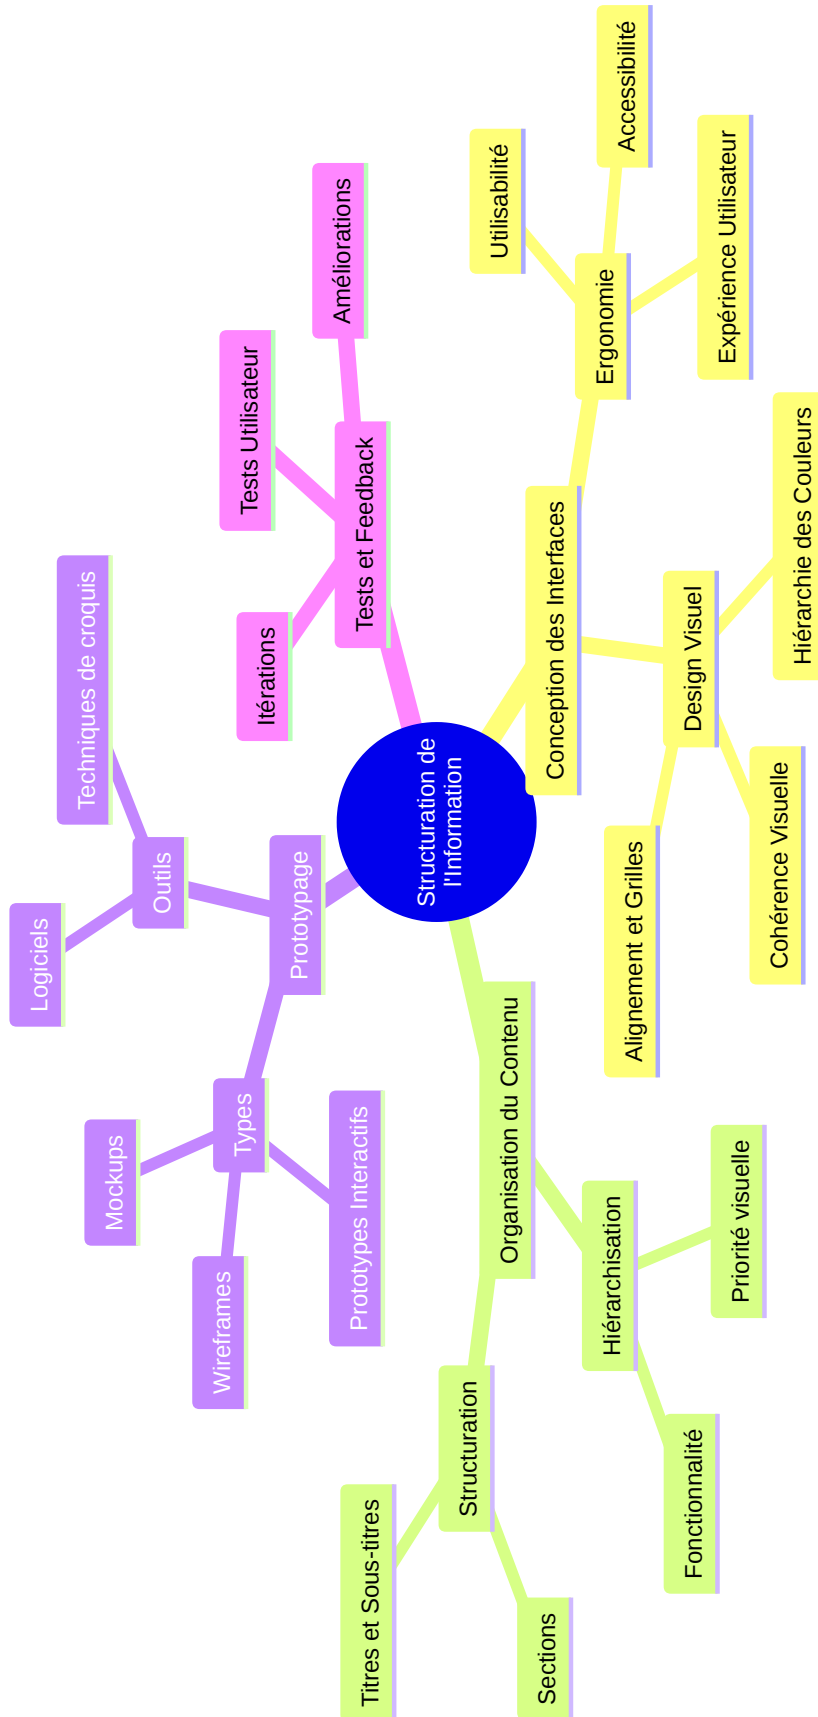 Structuration de
l'Information
Conception des Interfaces
Ergonomie
Utilisabilité
Accessibilité
Expérience Utilisateur
Design Visuel
Hiérarchie des Couleurs
Cohérence Visuelle
Alignement et Grilles
Organisation du Contenu
Hiérarchisation
Priorité visuelle
Fonctionnalité
Structuration
Titres et Sous-titres
Sections
Prototypage
Outils
Techniques de croquis
Logiciels
Types
Mockups
Wireframes
Prototypes Interactifs
Tests et Feedback
Améliorations
Tests Utilisateur
Itérations